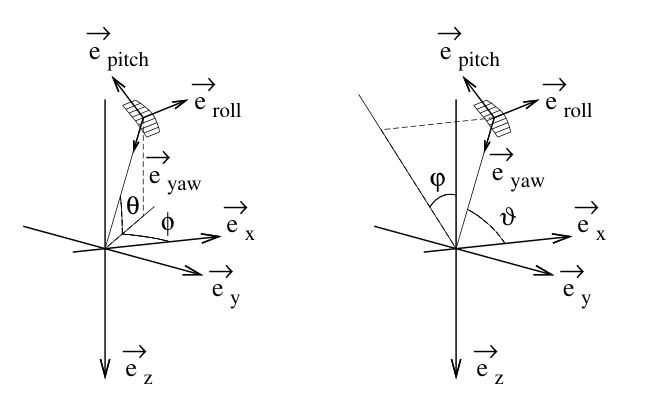 e pitch
e roll
e yaw
θ
ϕ
e x
e y
e z
e pitch
e roll
e yaw
φ
ϑ
e x
e y
e z